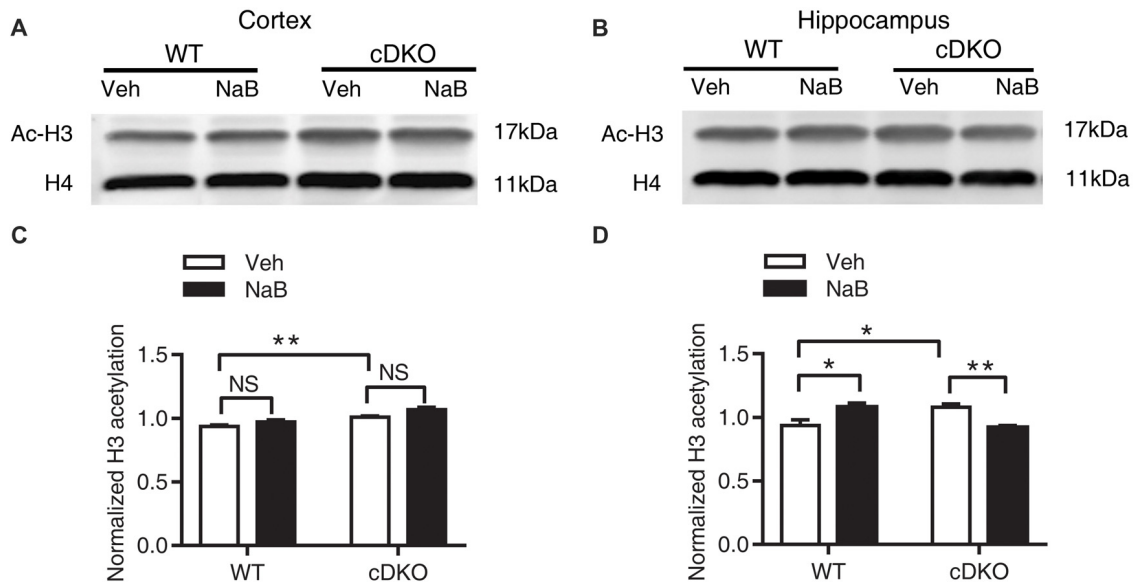 A
Cortex
WT cDKO
Veh NaB Veh NaB
Ac-H3 17kDa
H4 11kDa
B
Hippocampus
WT cDKO
Veh NaB Veh NaB
Ac-H3 17kDa
H4 11kDa
C
Veh
NaB
Normalized H3 acetylation
1.5
1.0
0.5
0.0
**
NS
NS
WT cDKO
D
Veh
NaB
Normalized H3 acetylation
1.5
1.0
0.5
0.0
*
*
**
WT cDKO